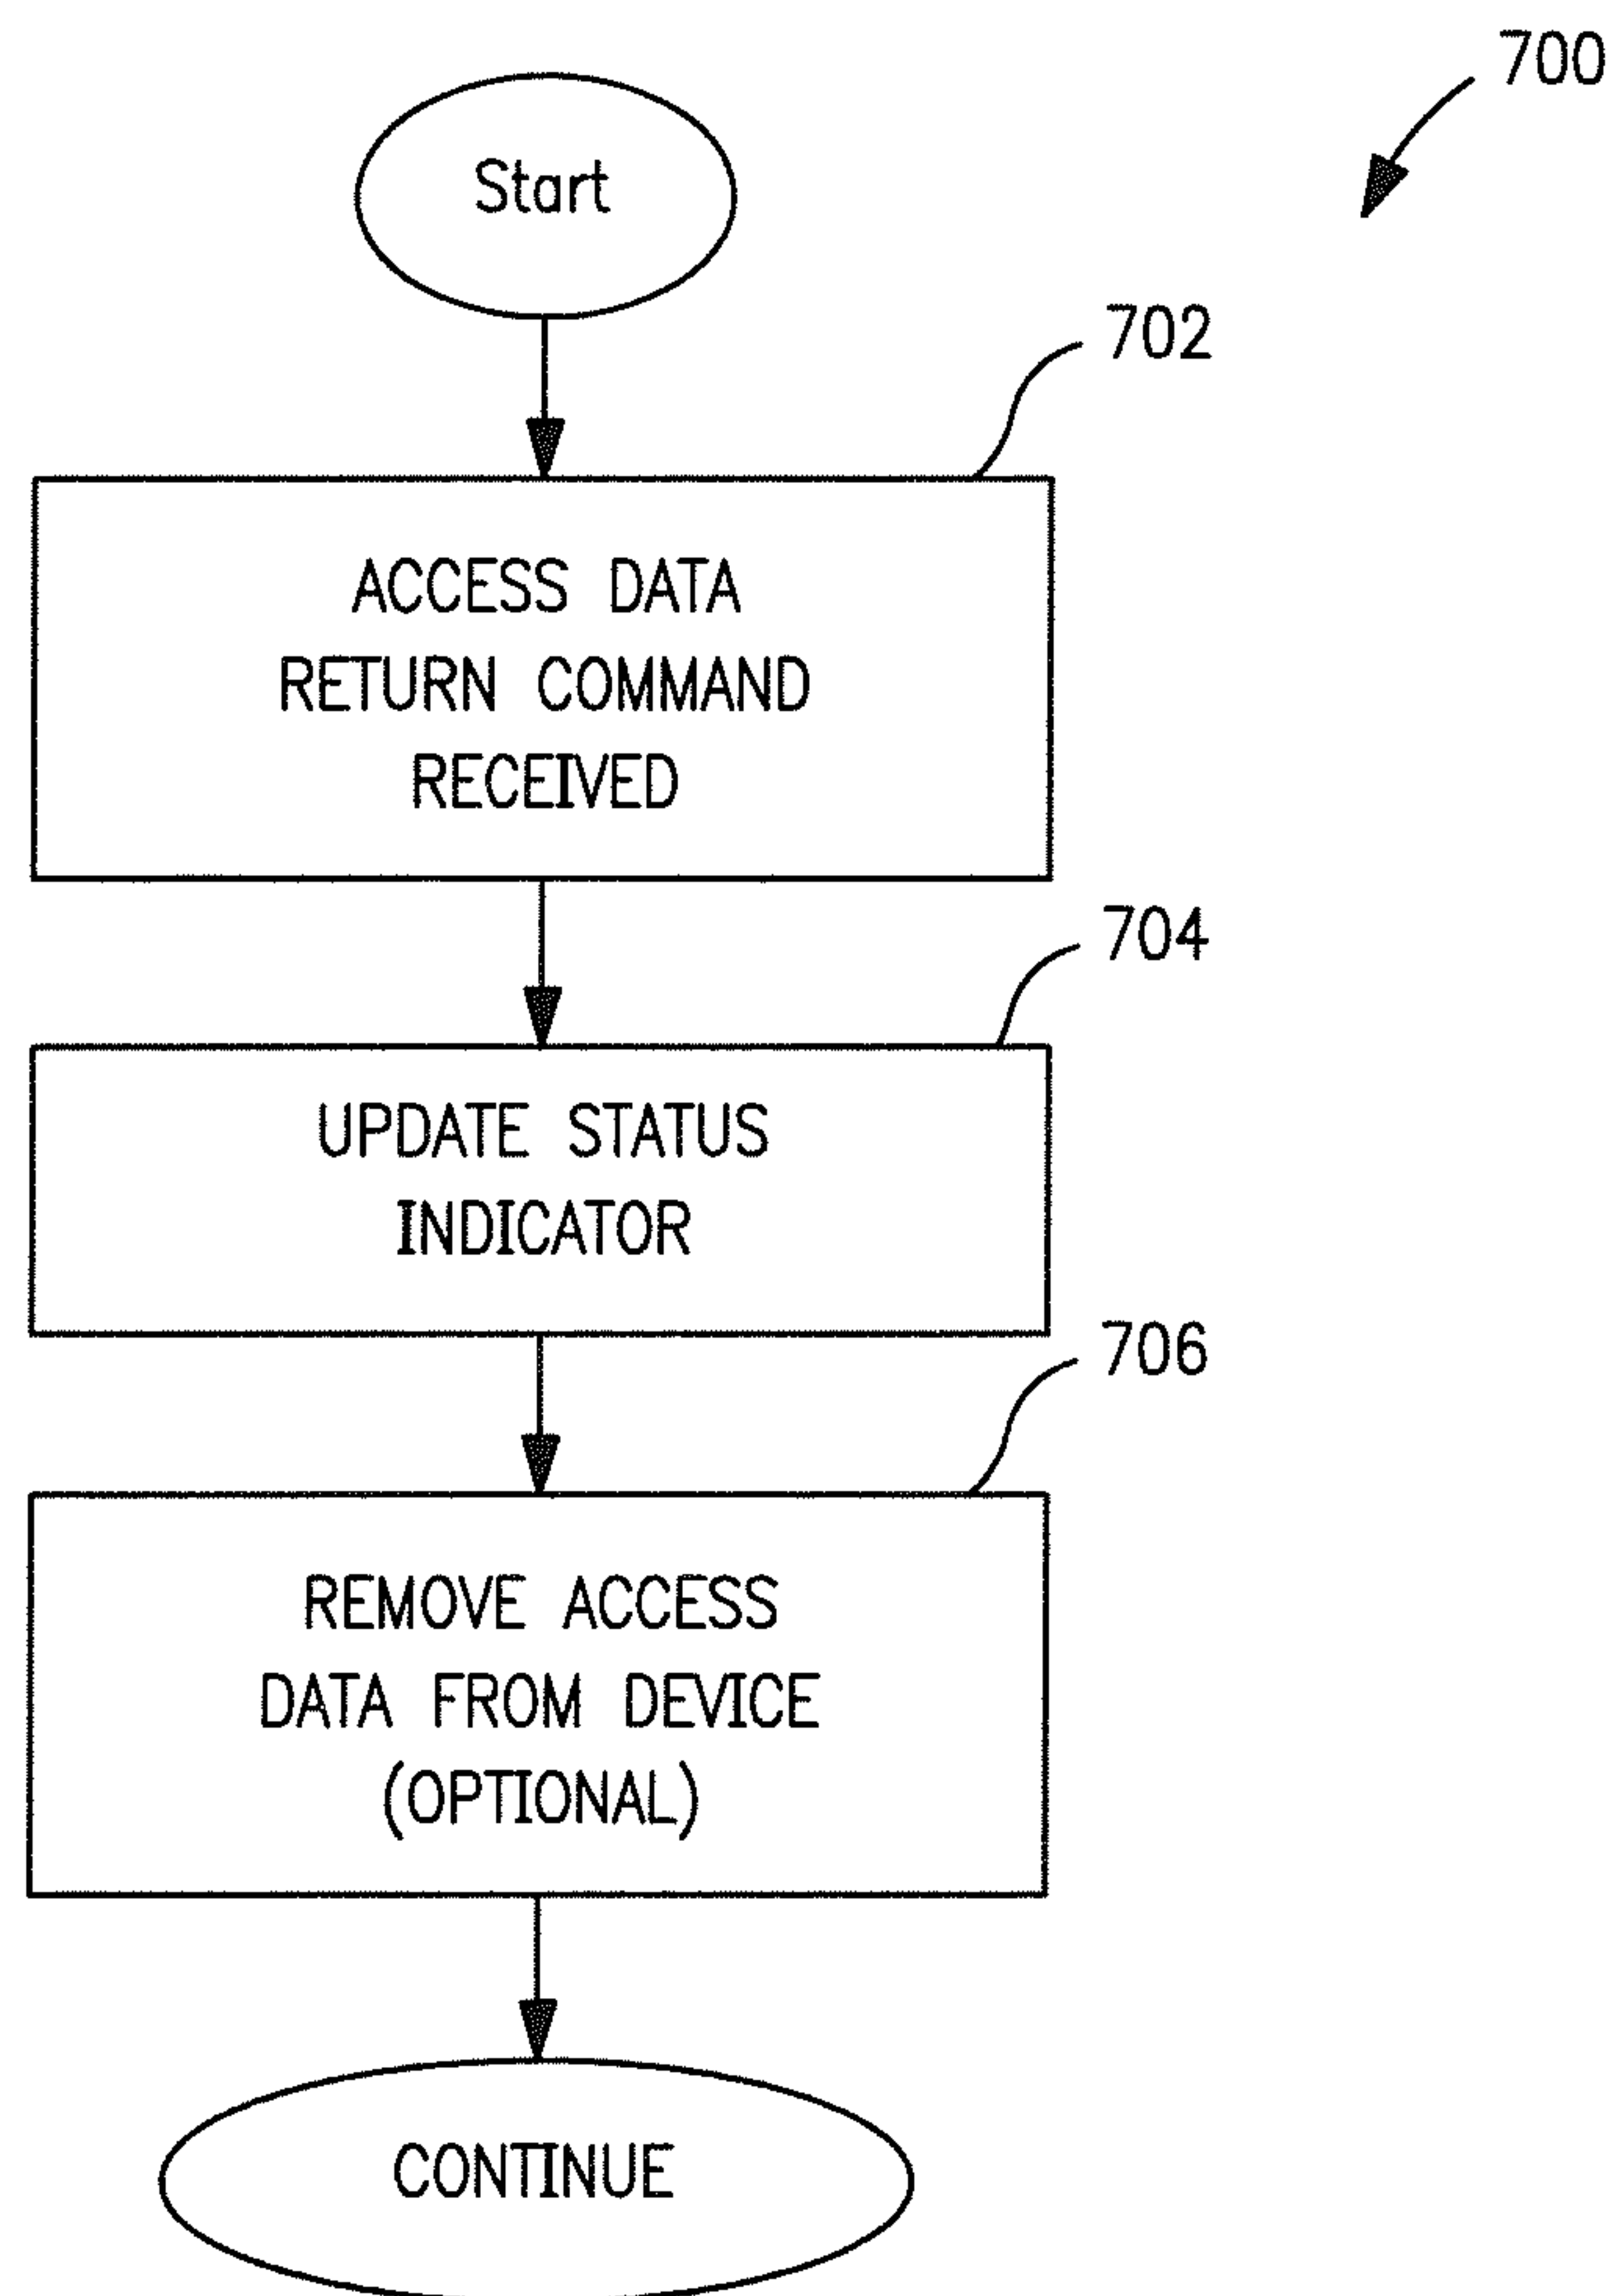 700
Start
702
ACCESS DATA
RETURN COMMAND
RECEIVED
704
UPDATE STATUS
INDICATOR
706
REMOVE ACCESS
DATA FROM DEVICE
(OPTIONAL)
CONTINUE